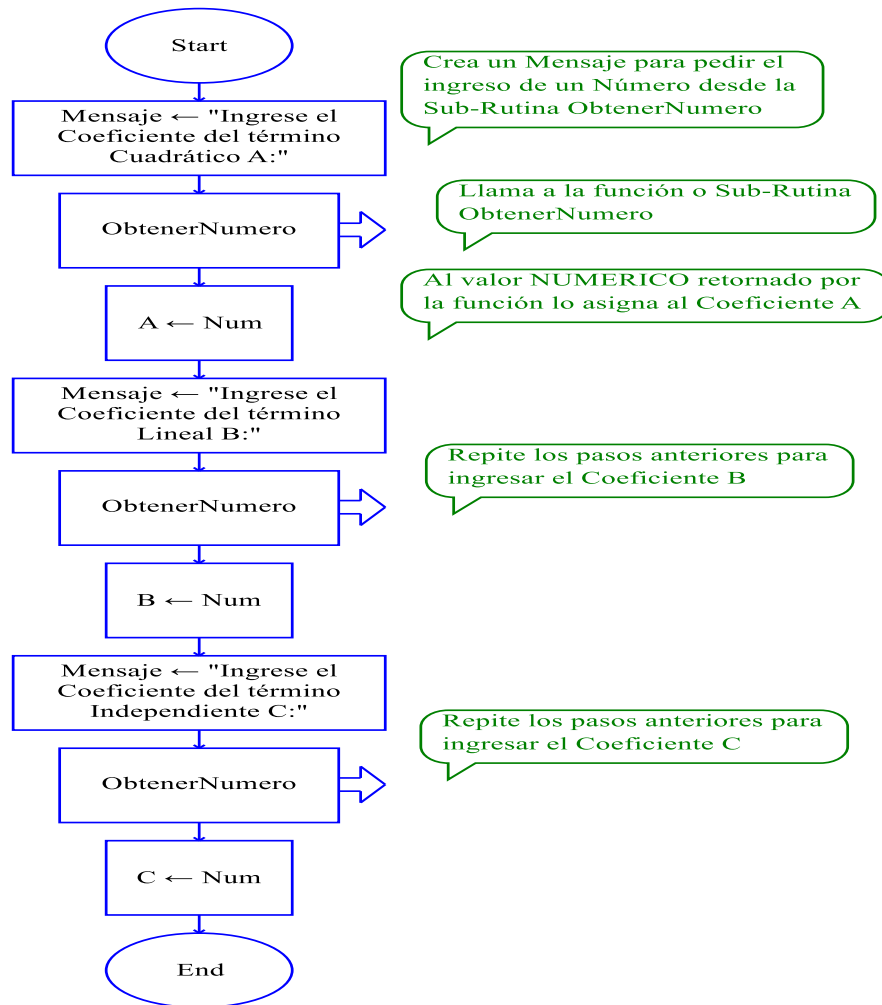 Start
Crea un Mensaje para pedir el
ingreso de un Número desde la
Sub-Rutina ObtenerNumero
Mensaje ← "Ingrese el
Coeficiente del término
Cuadrático A:"
Llama a la función o Sub-Rutina
ObtenerNumero
ObtenerNumero
Al valor NUMERICO retornado por
la función lo asigna al Coeficiente A
A ← Num
Mensaje ← "Ingrese el
Coeficiente del término
Lineal B:"
Repite los pasos anteriores para
ingresar el Coeficiente B
ObtenerNumero
B ← Num
Mensaje ← "Ingrese el
Coeficiente del término
Independiente C:"
Repite los pasos anteriores para
ingresar el Coeficiente C
ObtenerNumero
C ← Num
End